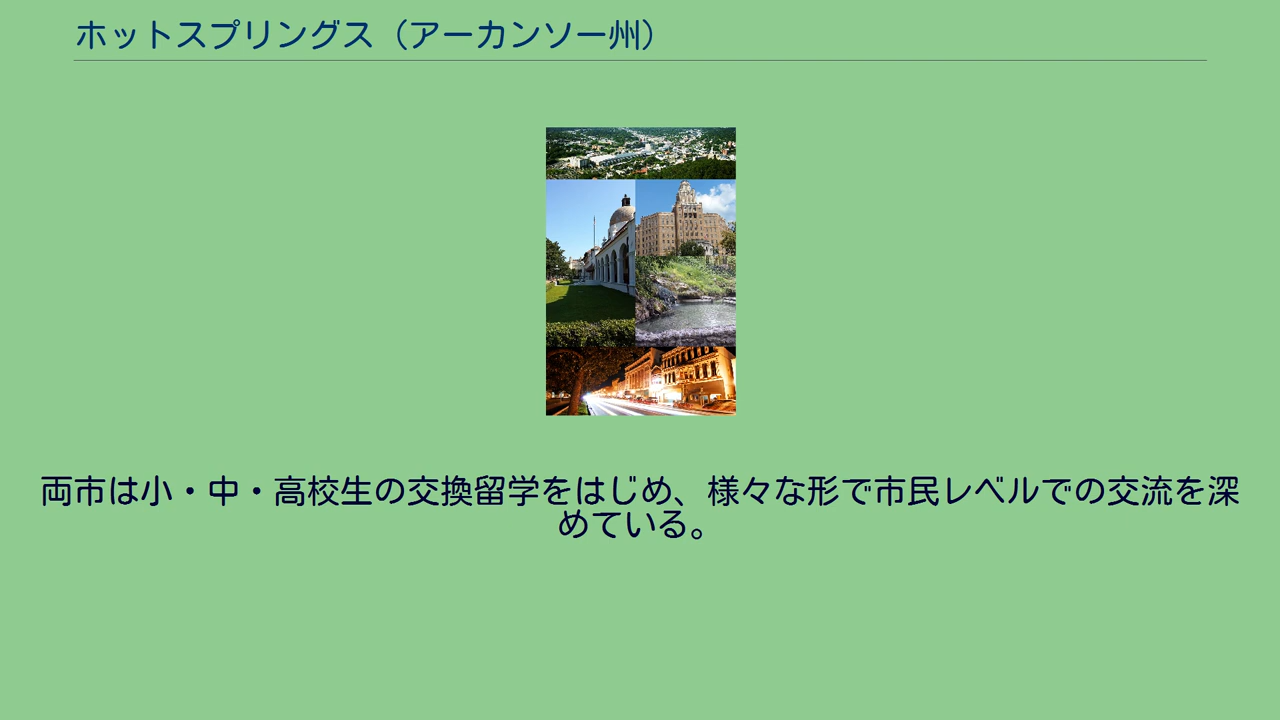 ホットスプリングス（アーカンソー州）
両市は小・中・高校生の交換留学をはじめ、様々な形で市民レベルでの交流を深
めている。